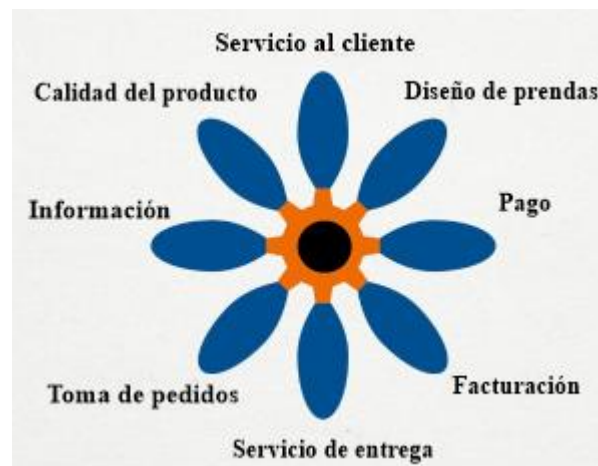 Servicio al cliente
Calidad del producto
Diseño de prendas
Información
Pago
Toma de pedidos
Facturación
Servicio de entrega